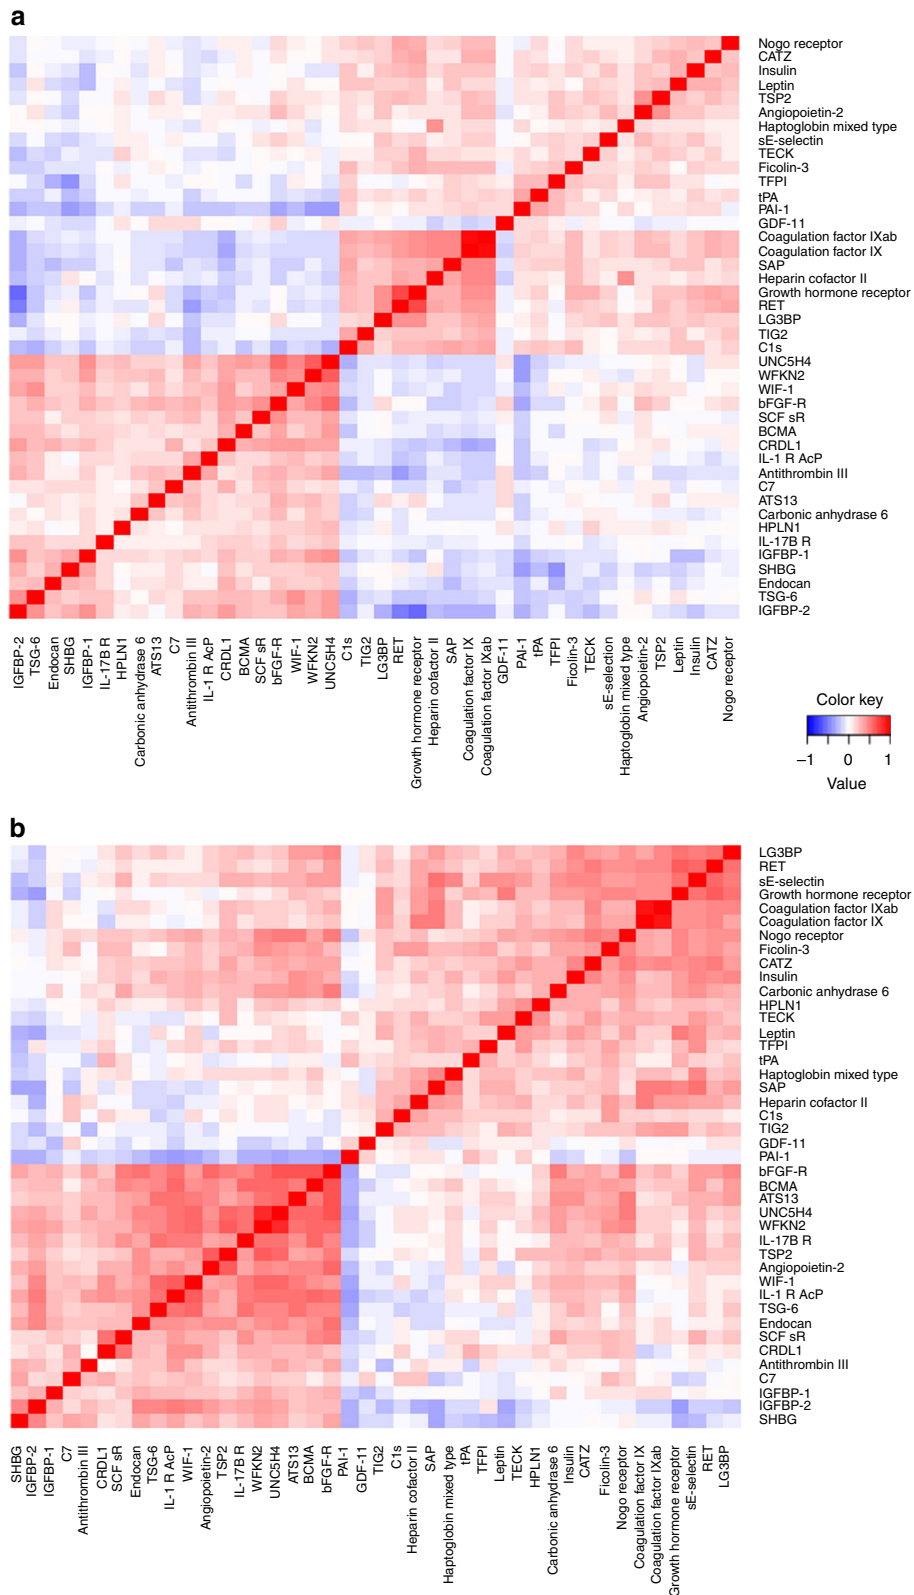 a
Nogo receptor
CATZ
Insulin
Leptin
TSP2
Angiopoietin-2
Haptoglobin mixed type
sE-selectin
TECK
Ficolin-3
TFPI
tPA
PAI-1
GDF-11
Coagulation factor IXab
Coagulation factor IX
SAP
Heparin cofactor II
Growth hormone receptor
RET
LG3BP
TIG2
C1s
UNC5H4
WFKN2
WIF-1
bFGF-R
SCF sR
BCMA
CRDL1
IL-1 R AcP
Antithrombin III
C7
ATS13
Carbonic anhydrase 6
HPLN1
IL-17B R
IGFBP-1
SHBG
Endocan
TSG-6
IGFBP-2
IGFBP-2
TSG-6
Endocan
SHBG
IGFBP-1
IL-17B R
HPLN1
Carbonic anhydrase 6
ATS13
C7
Antithrombin III
IL-1 R AcP
CRDL1
BCMA
SCF sR
bFGF-R
WIF-1
WFKN2
UNC5H4
C1s
TIG2
LG3BP
RET
Growth hormone receptor
Heparin cofactor II
SAP
Coagulation factor IX
Coagulation factor IXab
GDF-11
PAI-1
tPA
TFPI
Ficolin-3
TECK
sE-selection
Haptoglobin mixed type
Angiopoietin-2
TSP2
Leptin
Insulin
CATZ
Nogo receptor
Color key
−1 0 1
Value
b
LG3BP
RET
sE-selectin
Growth hormone receptor
Coagulation factor IXab
Coagulation factor IX
Nogo receptor
Ficolin-3
CATZ
Insulin
Carbonic anhydrase 6
HPLN1
TECK
Leptin
TFPI
tPA
Haptoglobin mixed type
SAP
Heparin cofactor II
C1s
TIG2
GDF-11
PAI-1
bFGF-R
BCMA
ATS13
UNC5H4
WFKN2
IL-17B R
TSP2
Angiopoietin-2
WIF-1
IL-1 R AcP
TSG-6
Endocan
SCF sR
CRDL1
Antithrombin III
C7
IGFBP-1
IGFBP-2
SHBG
SHBG
IGFBP-2
IGFBP-1
C7
Antithrombin III
CRDL1
SCF sR
Endocan
TSG-6
IL-1 R AcP
WIF-1
Angiopoietin-2
TSP2
IL-17B R
WFKN2
UNC5H4
ATS13
BCMA
bFGF-R
PAI-1
GDF-11
TIG2
C1s
Heparin cofactor II
SAP
Haptoglobin mixed type
tPA
TFPI
Leptin
TECK
HPLN1
Carbonic anhydrase 6
Insulin
CATZ
Ficolin-3
Nogo receptor
Coagulation factor IX
Coagulation factor IXab
Growth hormone receptor
sE-selectin
RET
LG3BP